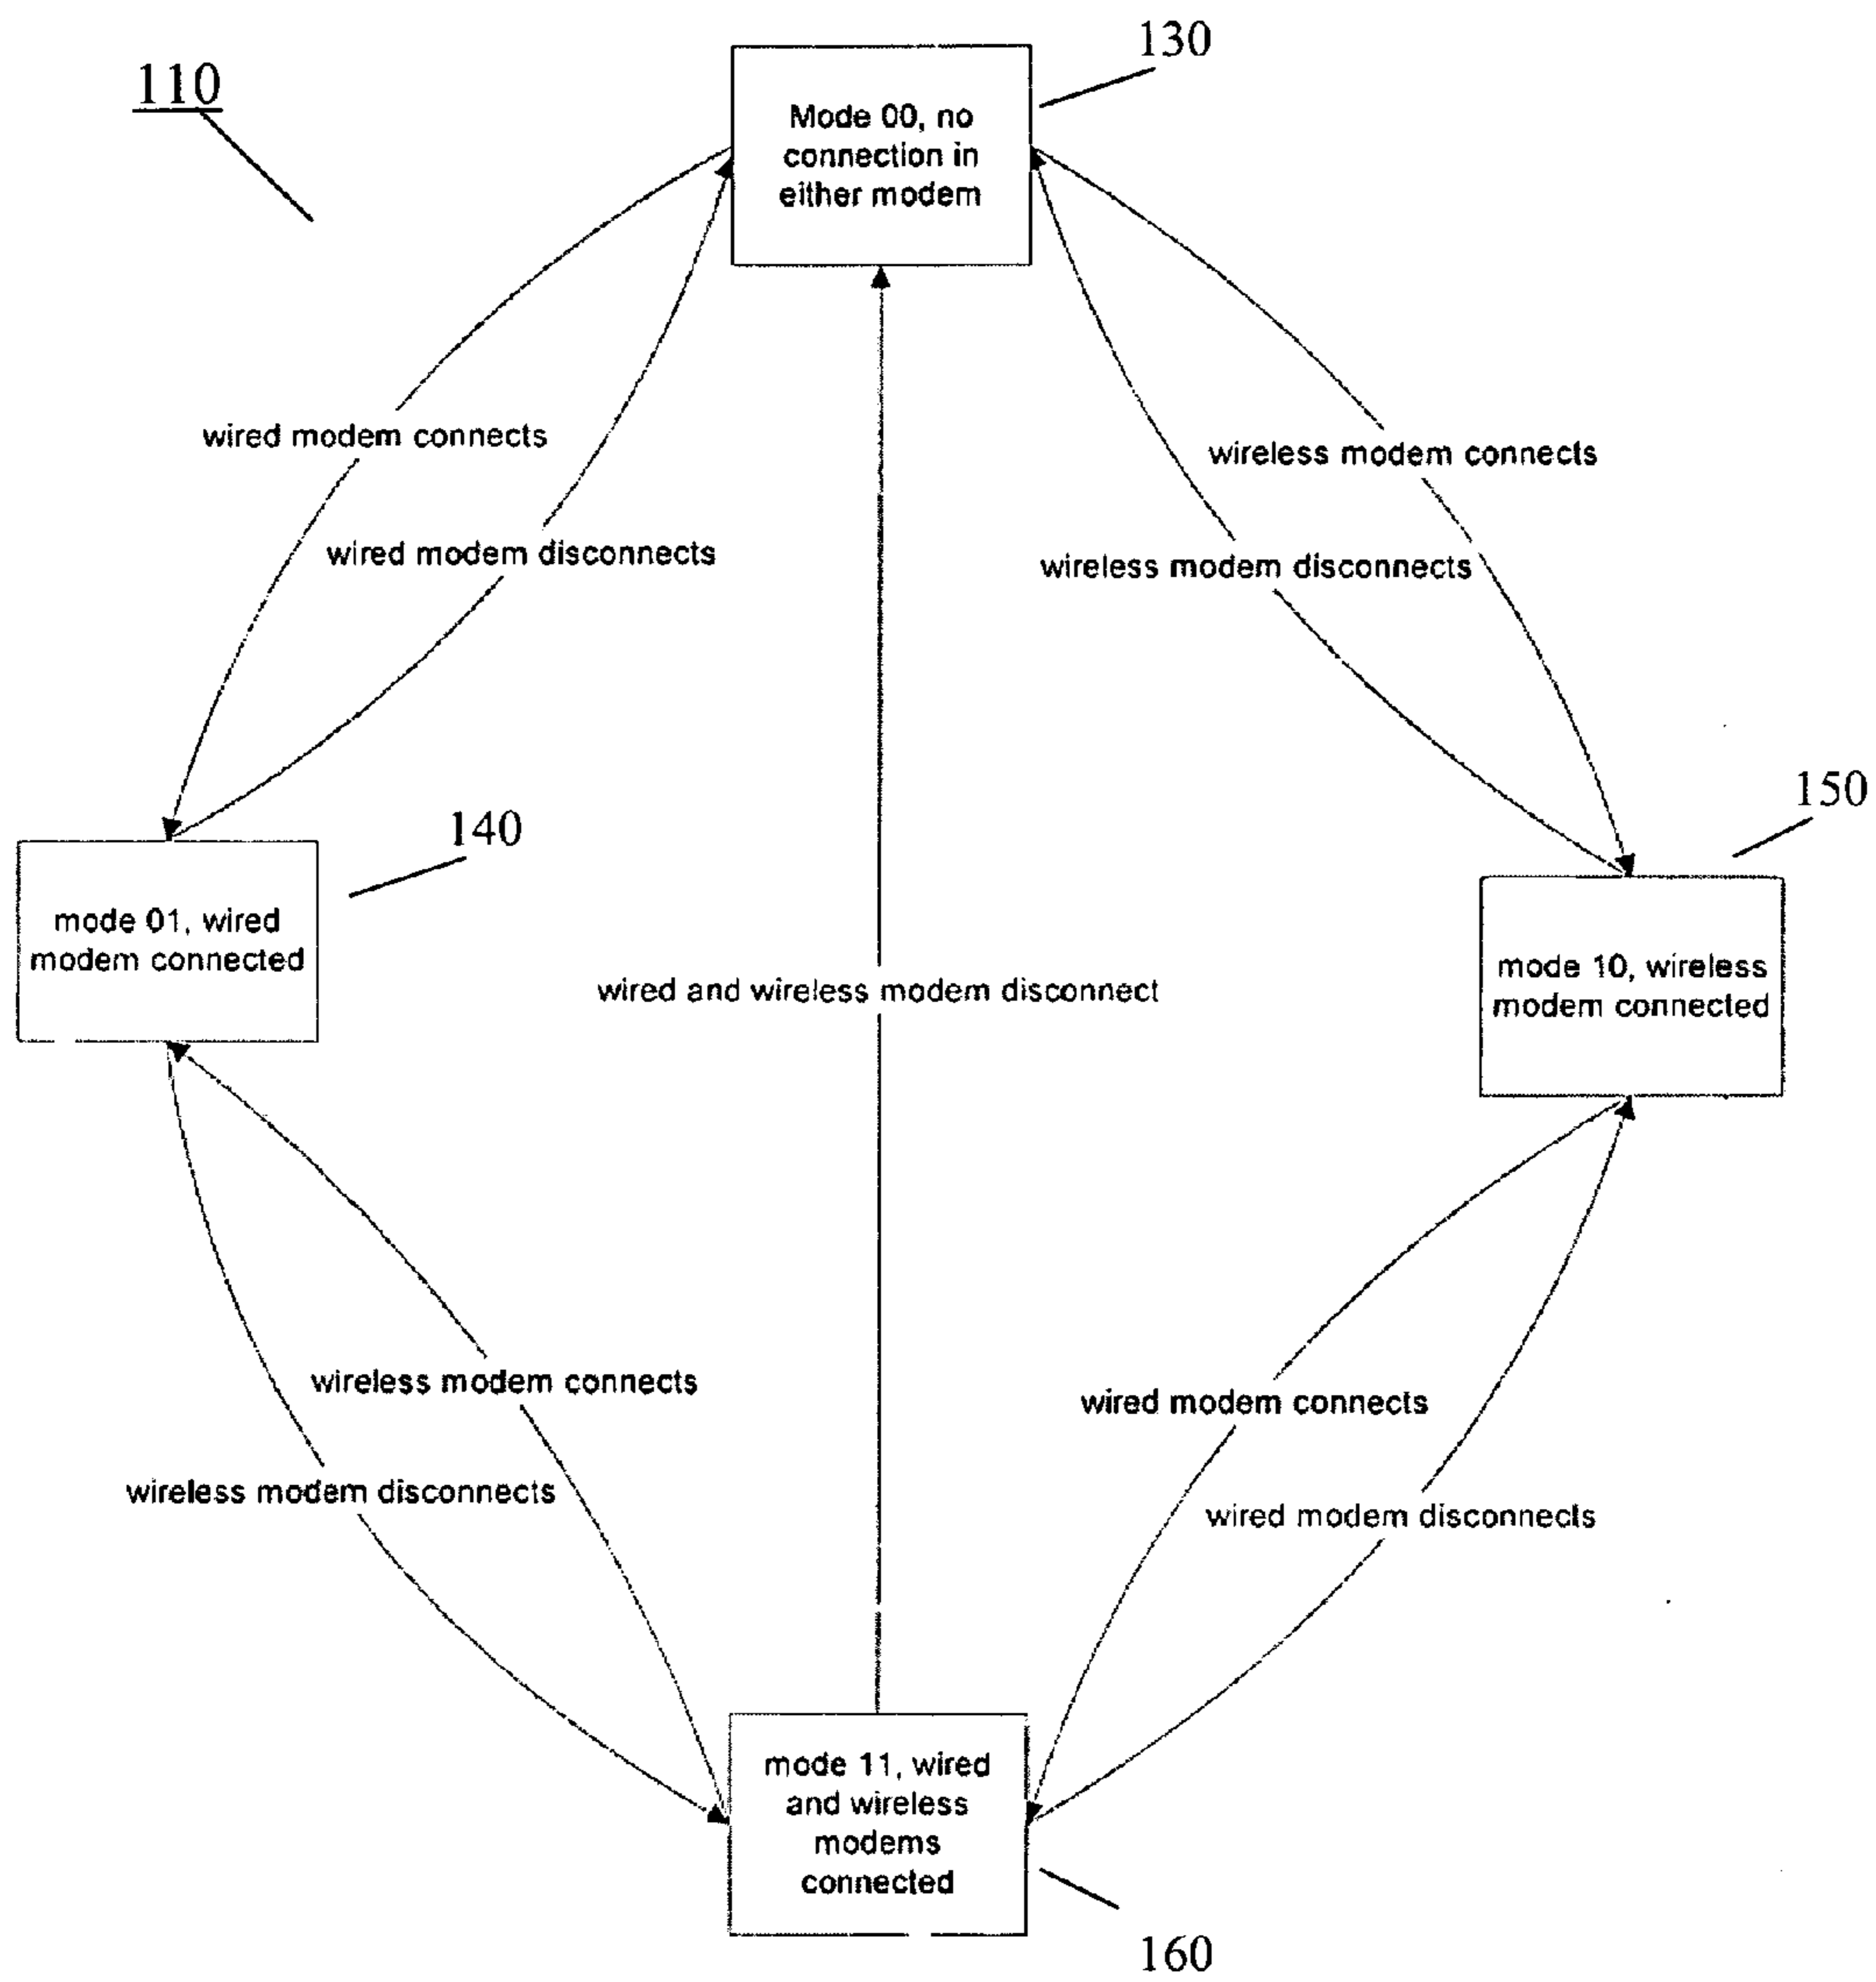 130
110
Mode 00, no
connection in
either modem
wired modem connects
wireless modem connects
wired modem disconnects
wireless modem disconnects
150
140
mode 01, wired
modem connected
mode 10, wireless
modem connected
wired and wireless modem disconnect
wireless modem connects
wired modem connects
wireless modem disconnects
wired modem disconnects
mode 11, wired
and wireless
modems
connected
160